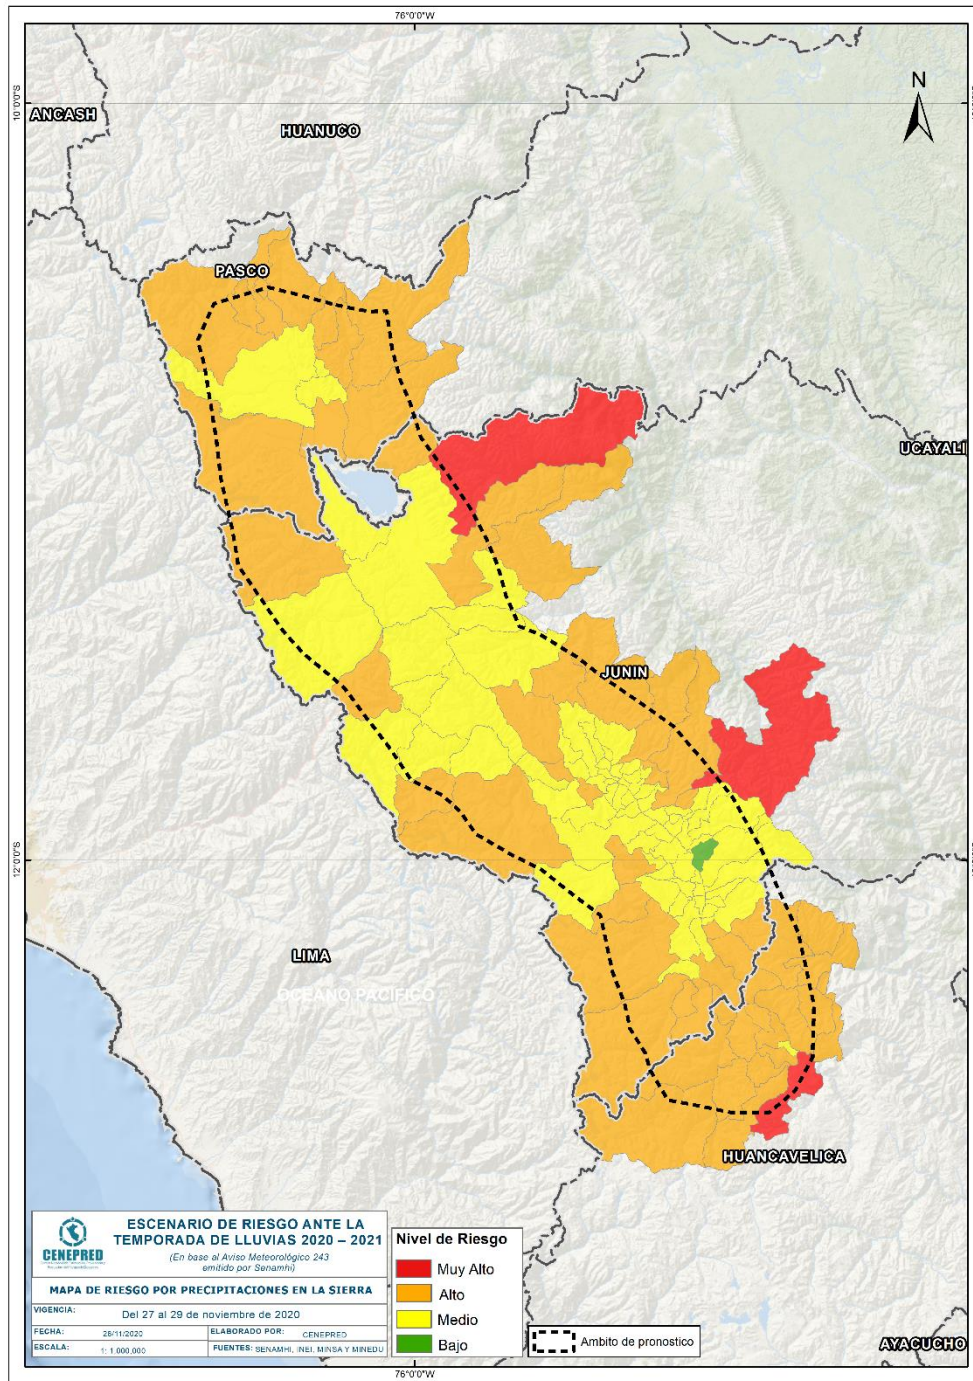 76°0'0"W
10°0'0"S
N
ANCASH
HUANUCO
PASCO
UCAYALI
JUNIN
12°0'0"S
LIMA
OCEANO PACIFICO
HUANCAVELICA
AYACUCHO
CENEPRED
ESCENARIO DE RIESGO ANTE LA
TEMPORADA DE LLUVIAS 2020 – 2021
(En base al Aviso Meteorológico 243
emitido por Senamhi)
MAPA DE RIESGO POR PRECIPITACIONES EN LA SIERRA
VIGENCIA: Del 27 al 29 de noviembre de 2020
FECHA: 26/11/2020 ELABORADO POR: CENEPRED
ESCALA: 1: 1,000,000 FUENTES: SENAMHI, INEI, MINSA Y MINEDU
Nivel de Riesgo
Muy Alto
Alto
Medio
Bajo
Ambito de pronostico
76°0'0"W